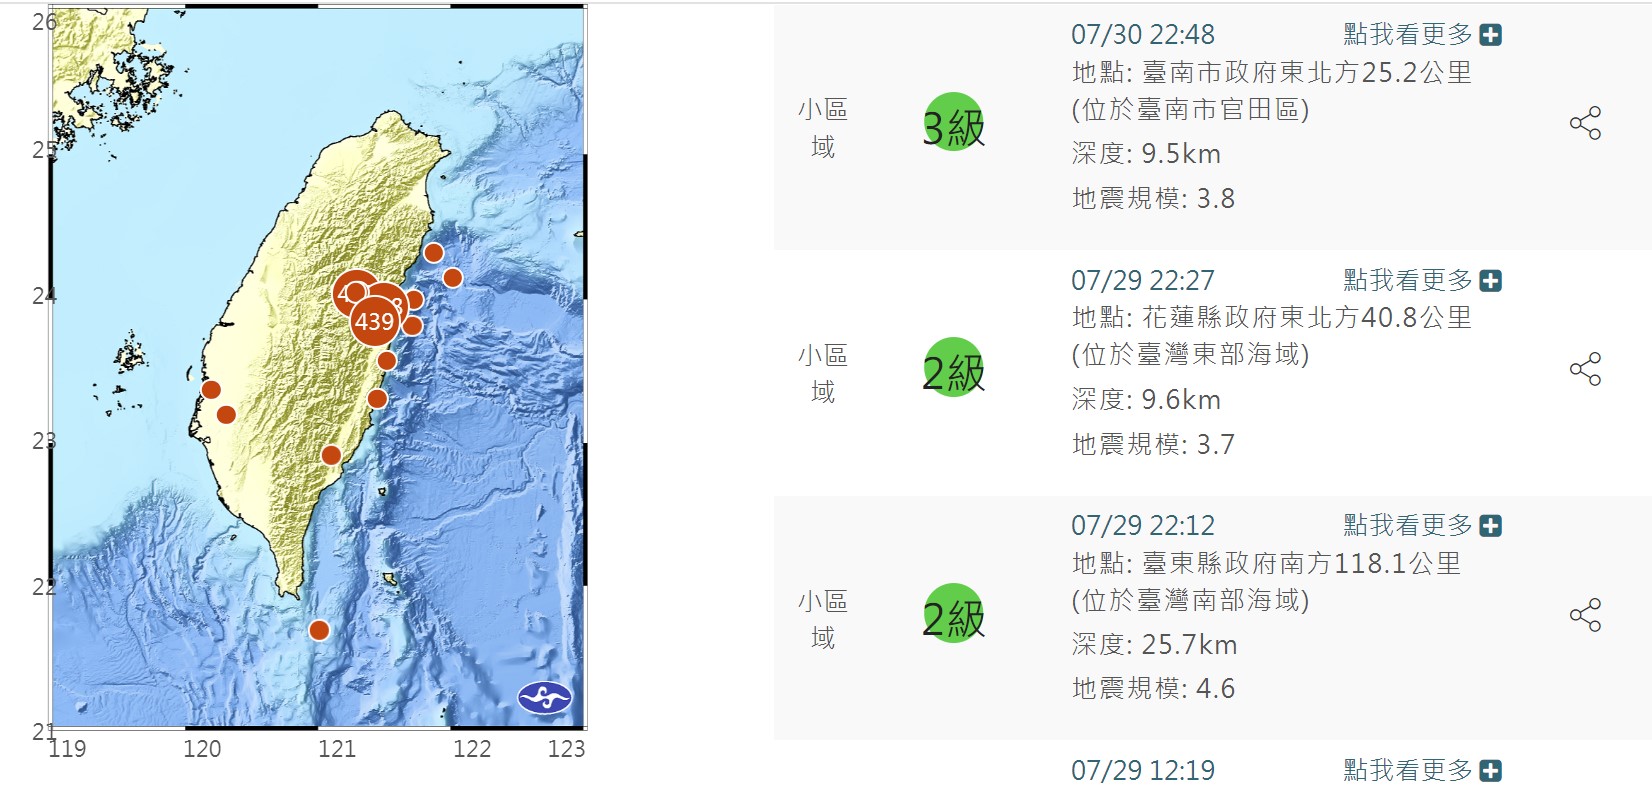 26
25
24
23
22
21
119 120 121 122 123
439
07/30 22:48 點我看更多
地點: 臺南市政府東北方25.2公里
(位於臺南市官田區)
深度: 9.5km
地震規模: 3.8
小區
域
3級
07/29 22:27 點我看更多
地點: 花蓮縣政府東北方40.8公里
(位於臺灣東部海域)
深度: 9.6km
地震規模: 3.7
小區
域
2級
07/29 22:12 點我看更多
地點: 臺東縣政府南方118.1公里
(位於臺灣南部海域)
深度: 25.7km
地震規模: 4.6
小區
域
2級
07/29 12:19 點我看更多